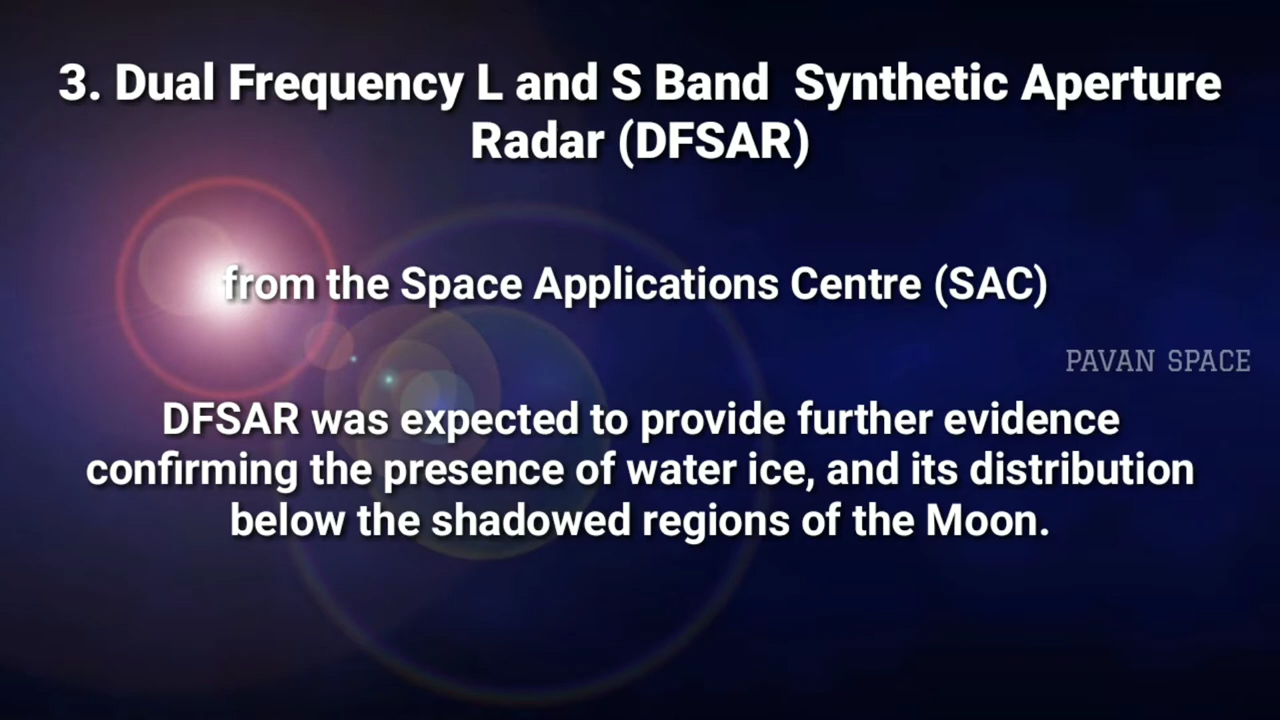 3. Dual Frequency L and S Band  Synthetic Aperture
Radar (DFSAR)
from the Space Applications Centre (SAC)
PAVAN SPACE
DFSAR was expected to provide further evidence
confirming the presence of water ice, and its distribution
below the shadowed regions of the Moon.